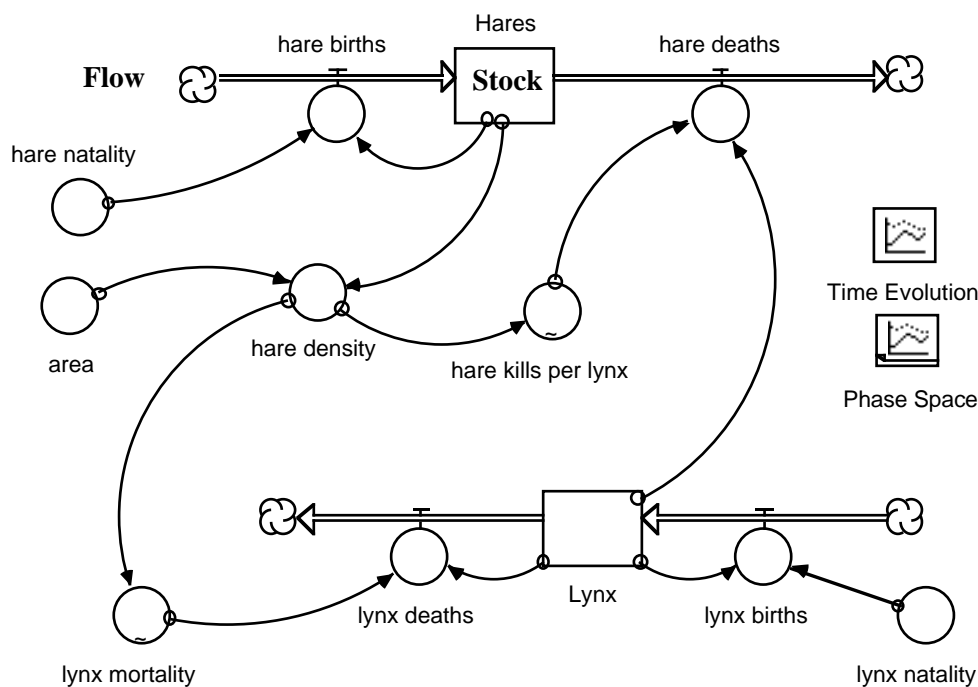 Hares
hare births
hare deaths
Flow
Stock
hare natality
Time Evolution
area
hare density
hare kills per lynx
~
Phase Space
Lynx
lynx deaths
lynx births
~
lynx mortality
lynx natality